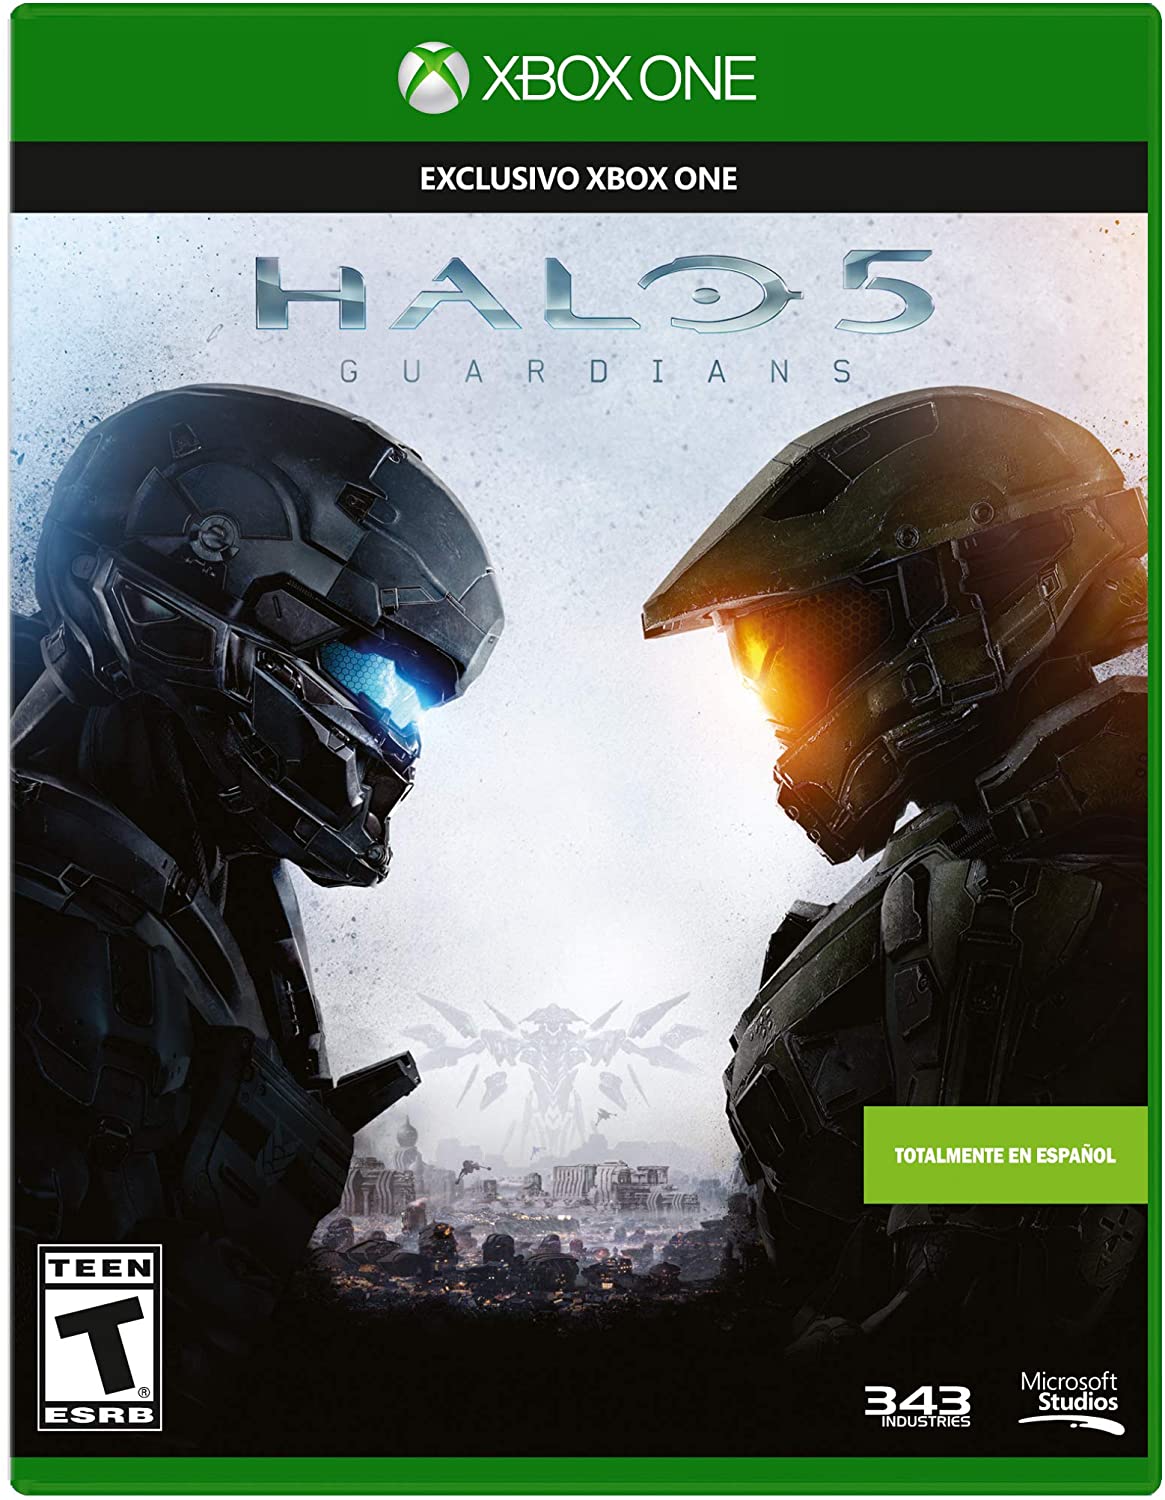 XBOX ONE
EXCLUSIVO XBOX ONE
HALO 5
GUARDIANS
TOTALMENTE EN ESPAÑOL
TEEN
T®
ESRB
343
INDUSTRIES
Microsoft
Studios